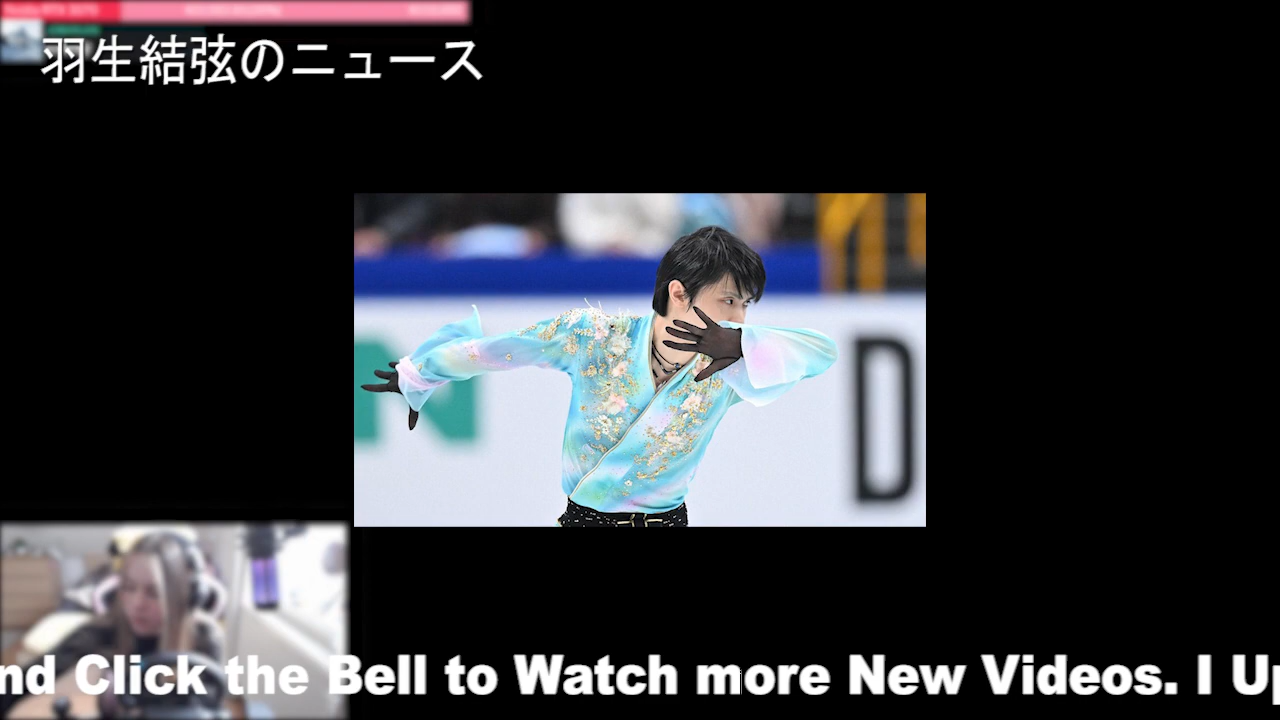 羽生結弦のニュース
N
D
nd Click the Bell to Watch more New Videos. I Up